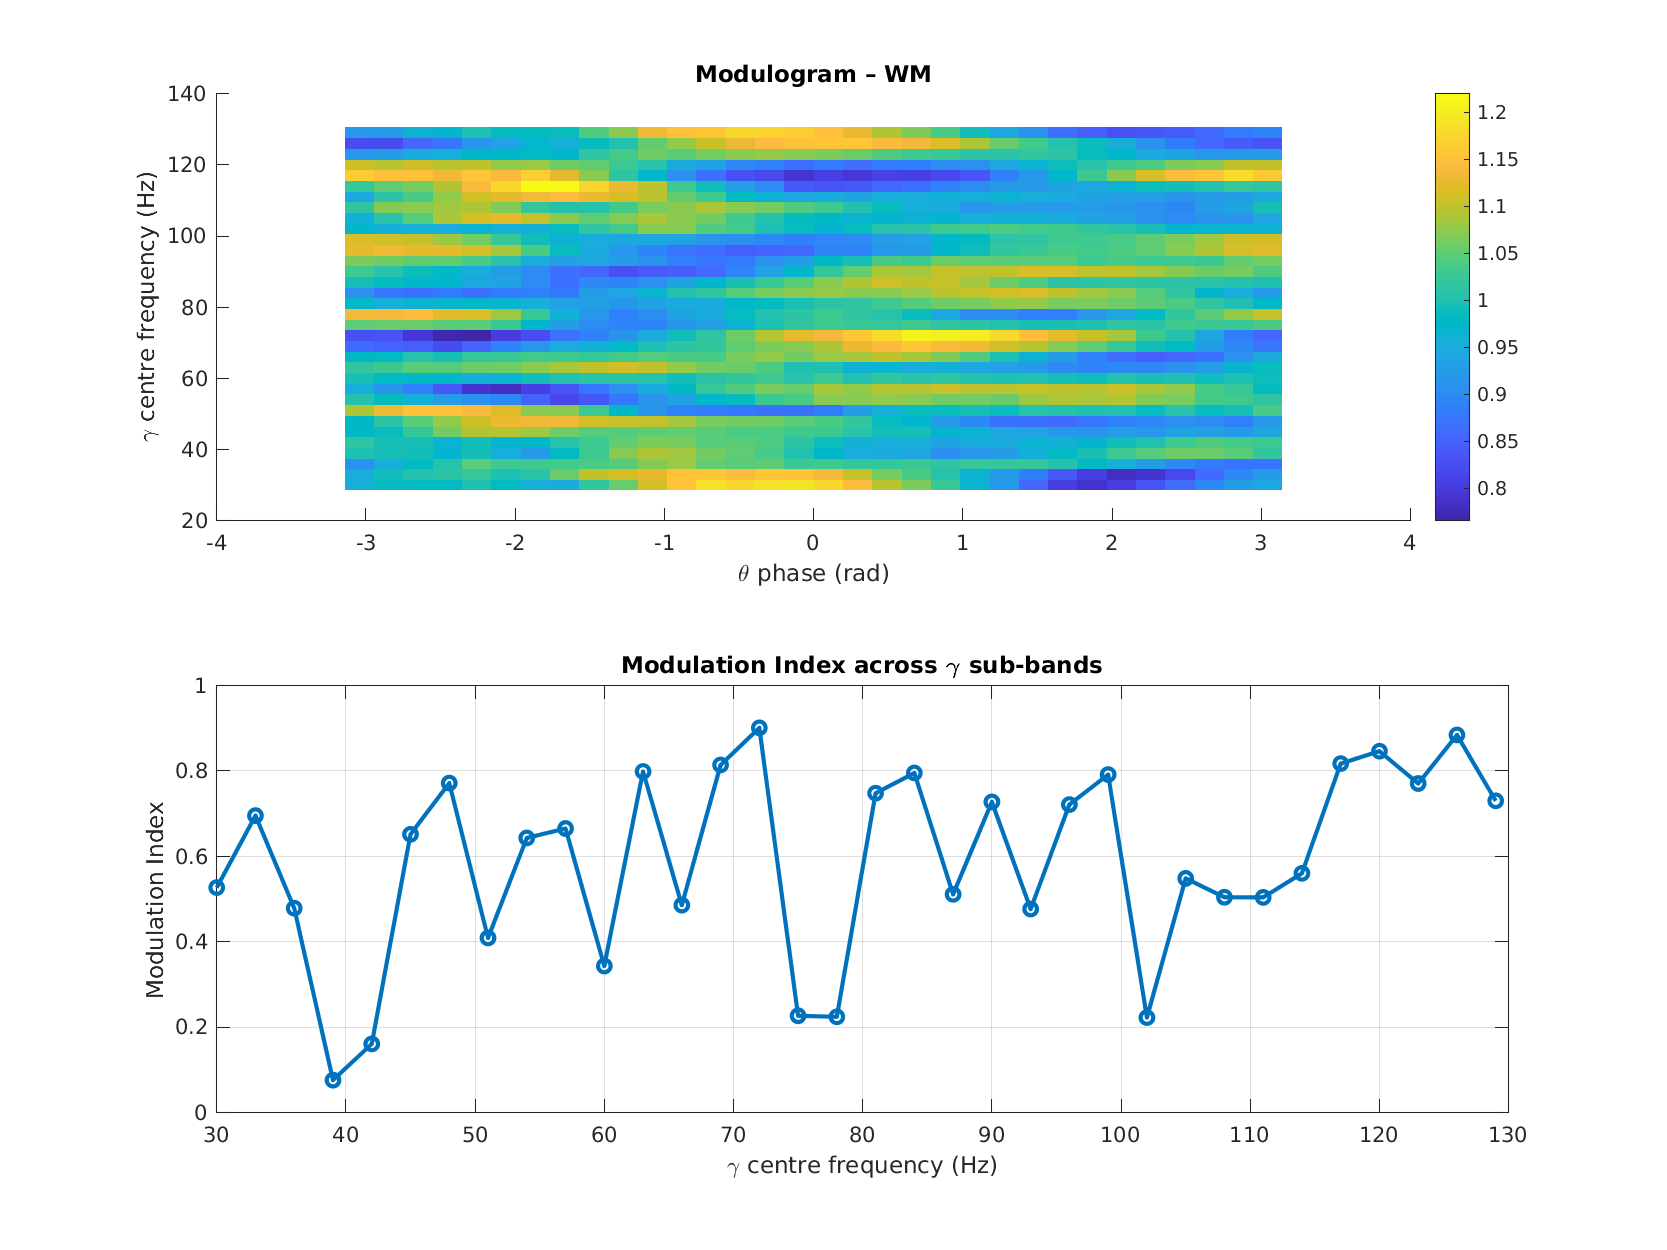 Modulogram – WM
140
120
100
80
60
40
20
γ centre frequency (Hz)
-4 -3 -2 -1 0 1 2 3 4
θ phase (rad)
1.2
1.15
1.1
1.05
1
0.95
0.9
0.85
0.8
Modulation Index across γ sub-bands
1
0.8
0.6
0.4
0.2
0
Modulation Index
30 40 50 60 70 80 90 100 110 120 130
γ centre frequency (Hz)